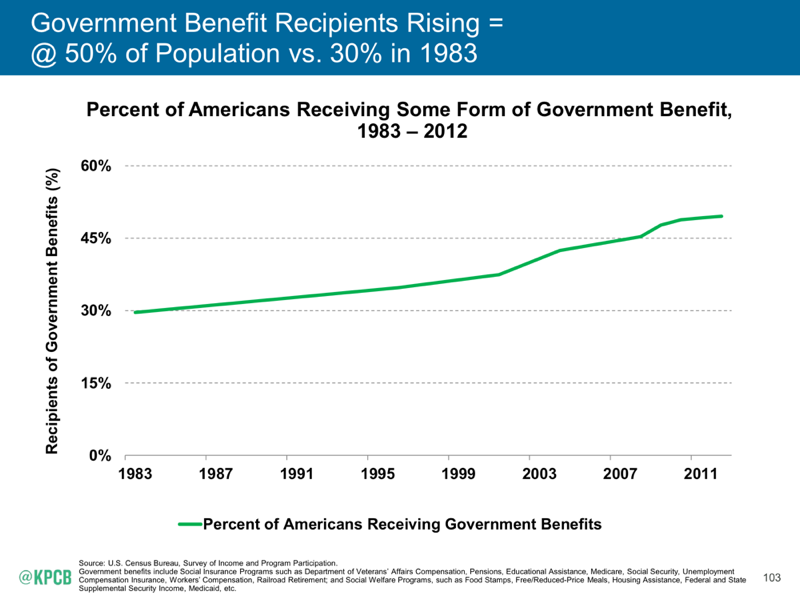 Government Benefit Recipients Rising =
@ 50% of Population vs. 30% in 1983
Percent of Americans Receiving Some Form of Government Benefit,
1983 – 2012
Recipients of Government Benefits (%)
60%
45%
30%
15%
0%
1983 1987 1991 1995 1999 2003 2007 2011
Percent of Americans Receiving Government Benefits
@KPCB
Source: U.S. Census Bureau, Survey of Income and Program Participation.
Government benefits include Social Insurance Programs such as Department of Veterans' Affairs Compensation, Pensions, Educational Assistance, Medicare, Social Security, Unemployment
Compensation Insurance, Workers' Compensation, Railroad Retirement; and Social Welfare Programs, such as Food Stamps, Free/Reduced-Price Meals, Housing Assistance, Federal and State
Supplemental Security Income, Medicaid, etc.
103